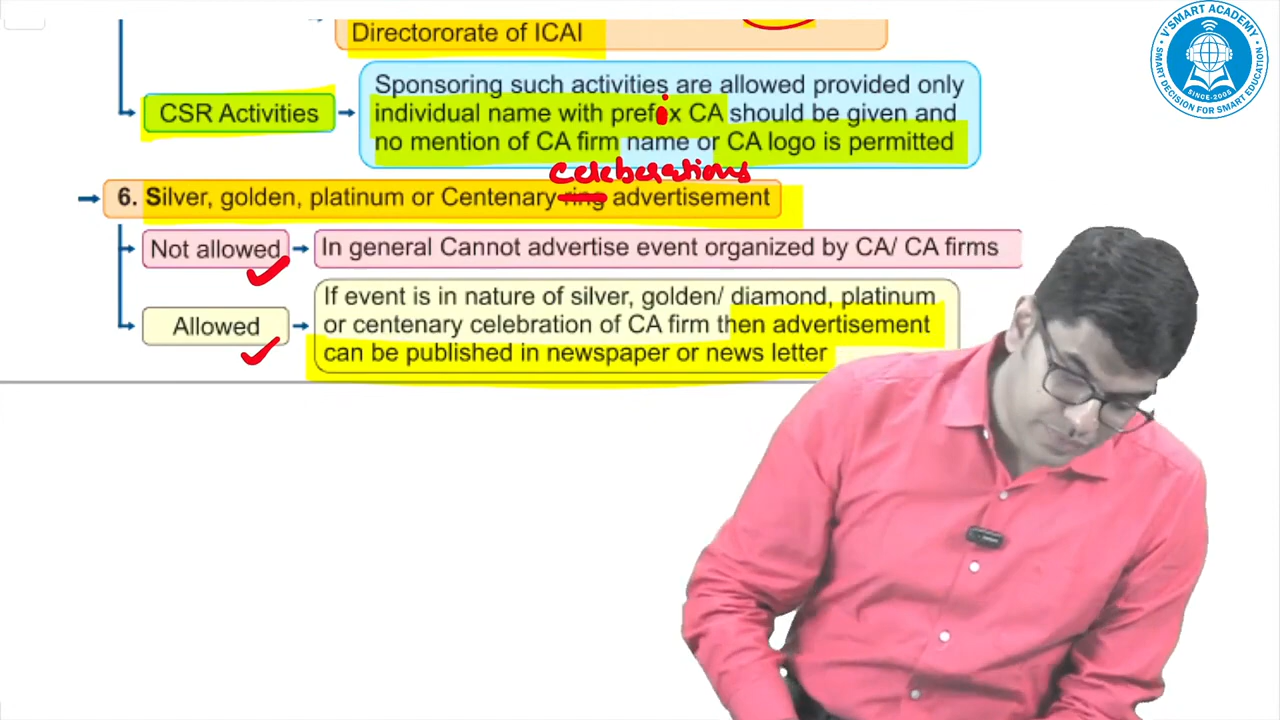 Directororate of ICAI
CSR Activities
Sponsoring such activities are allowed provided only
individual name with prefix CA should be given and
no mention of CA firm name or CA logo is permitted
celeberations
6. Silver, golden, platinum or Centenary ring advertisement
Not allowed
In general Cannot advertise event organized by CA/ CA firms
Allowed
If event is in nature of silver, golden/ diamond, platinum
or centenary celebration of CA firm then advertisement
can be published in newspaper or news letter
V'SMART ACADEMY
SINCE-2005
SMART DECISION FOR SMART EDUCATION